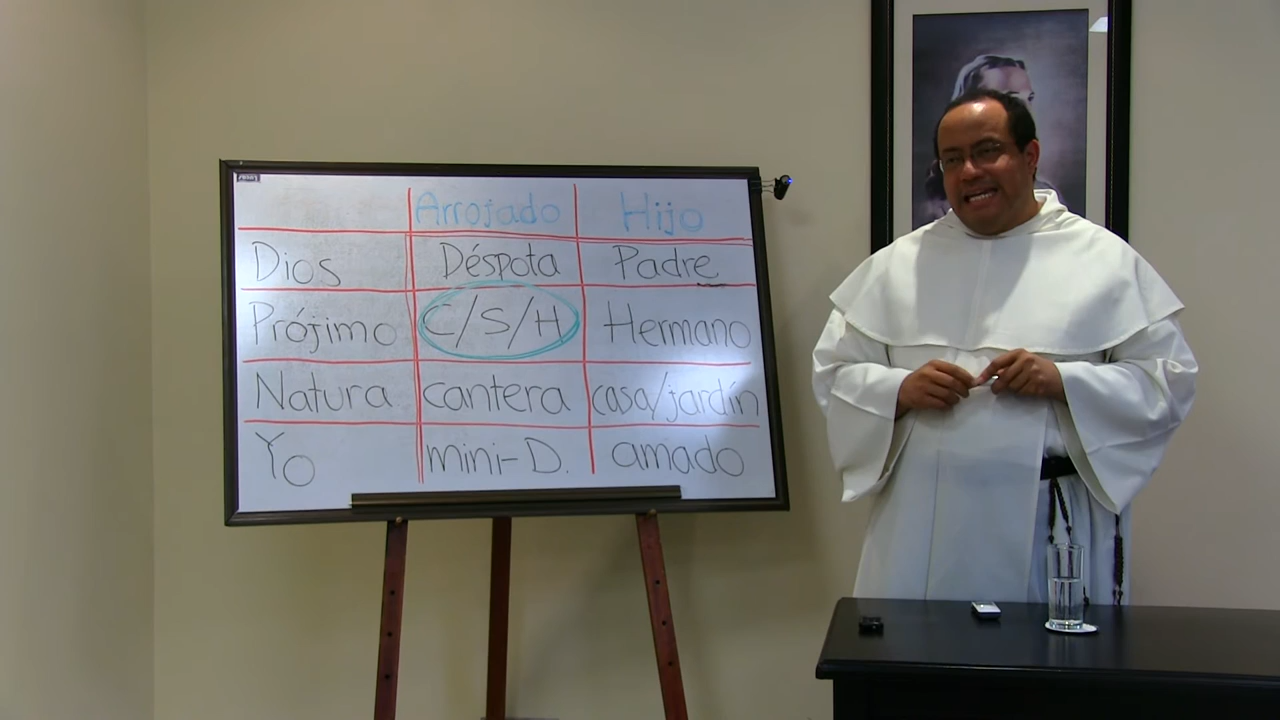 Arrojado Hijo
Dios Déspota Padre
Prójimo C/S/H Hermano
Natura cantera casa/jardín
Yo mini-D. amado